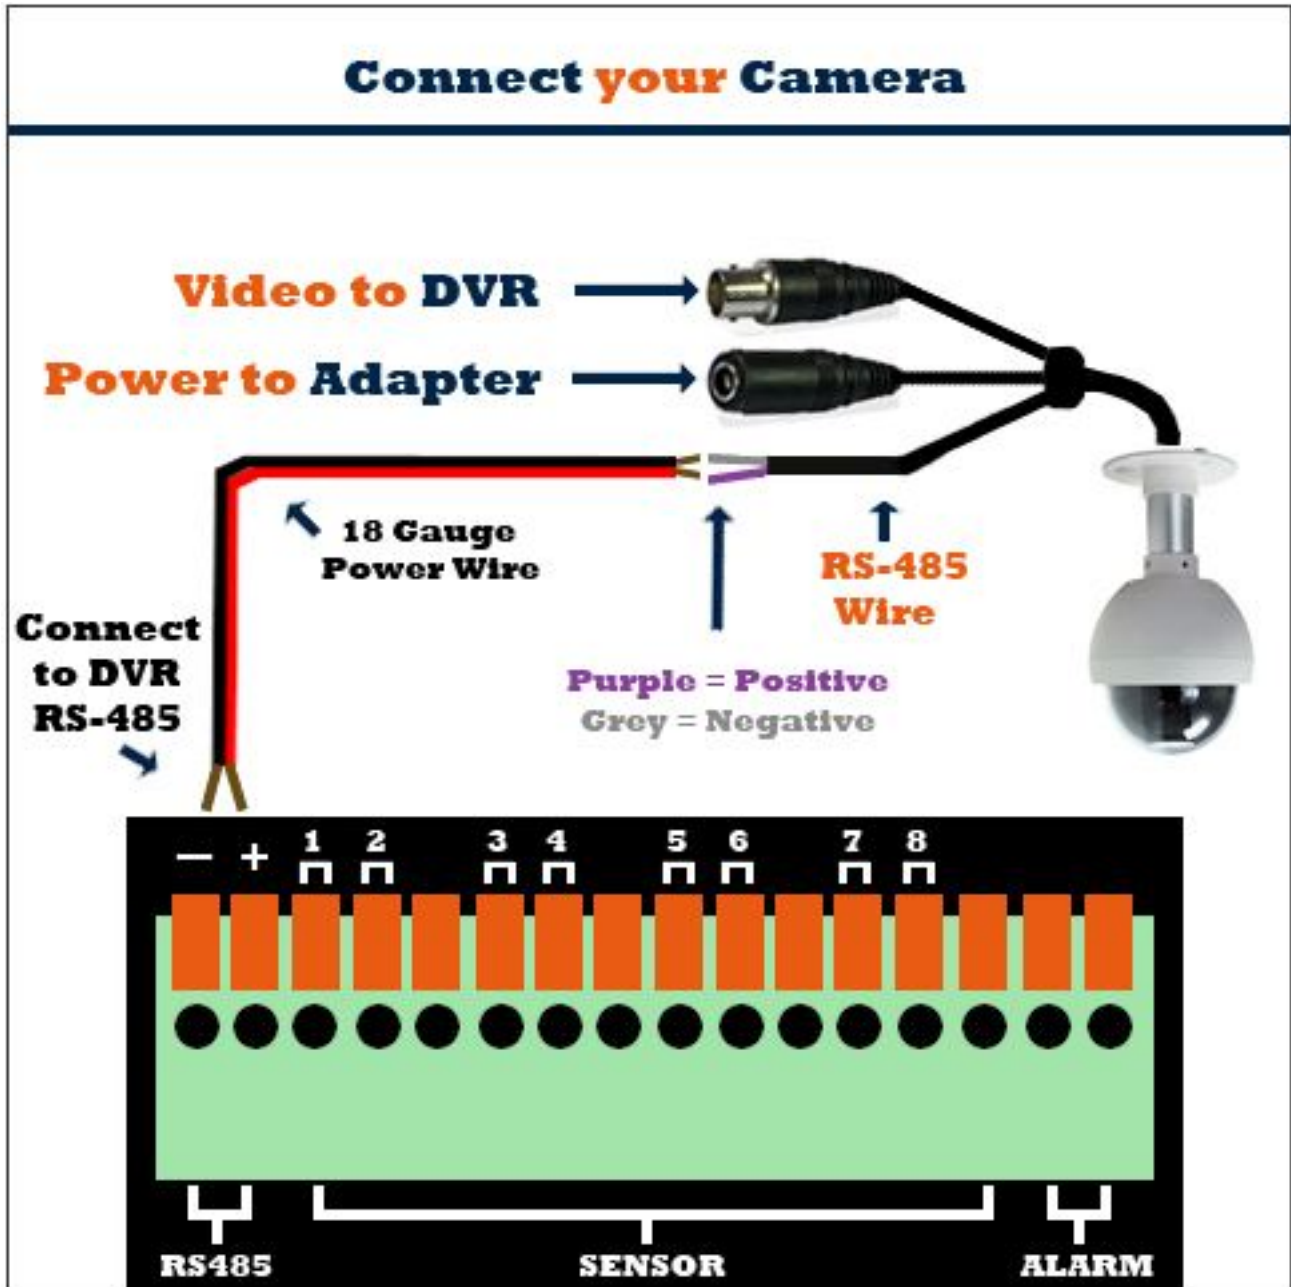 Connect your Camera
Video to DVR
Power to Adapter
18 Gauge
Power Wire
RS-485
Wire
Connect
to DVR
RS-485
Purple = Positive
Grey = Negative
— + 1 2 3 4 5 6 7 8
RS485 SENSOR ALARM